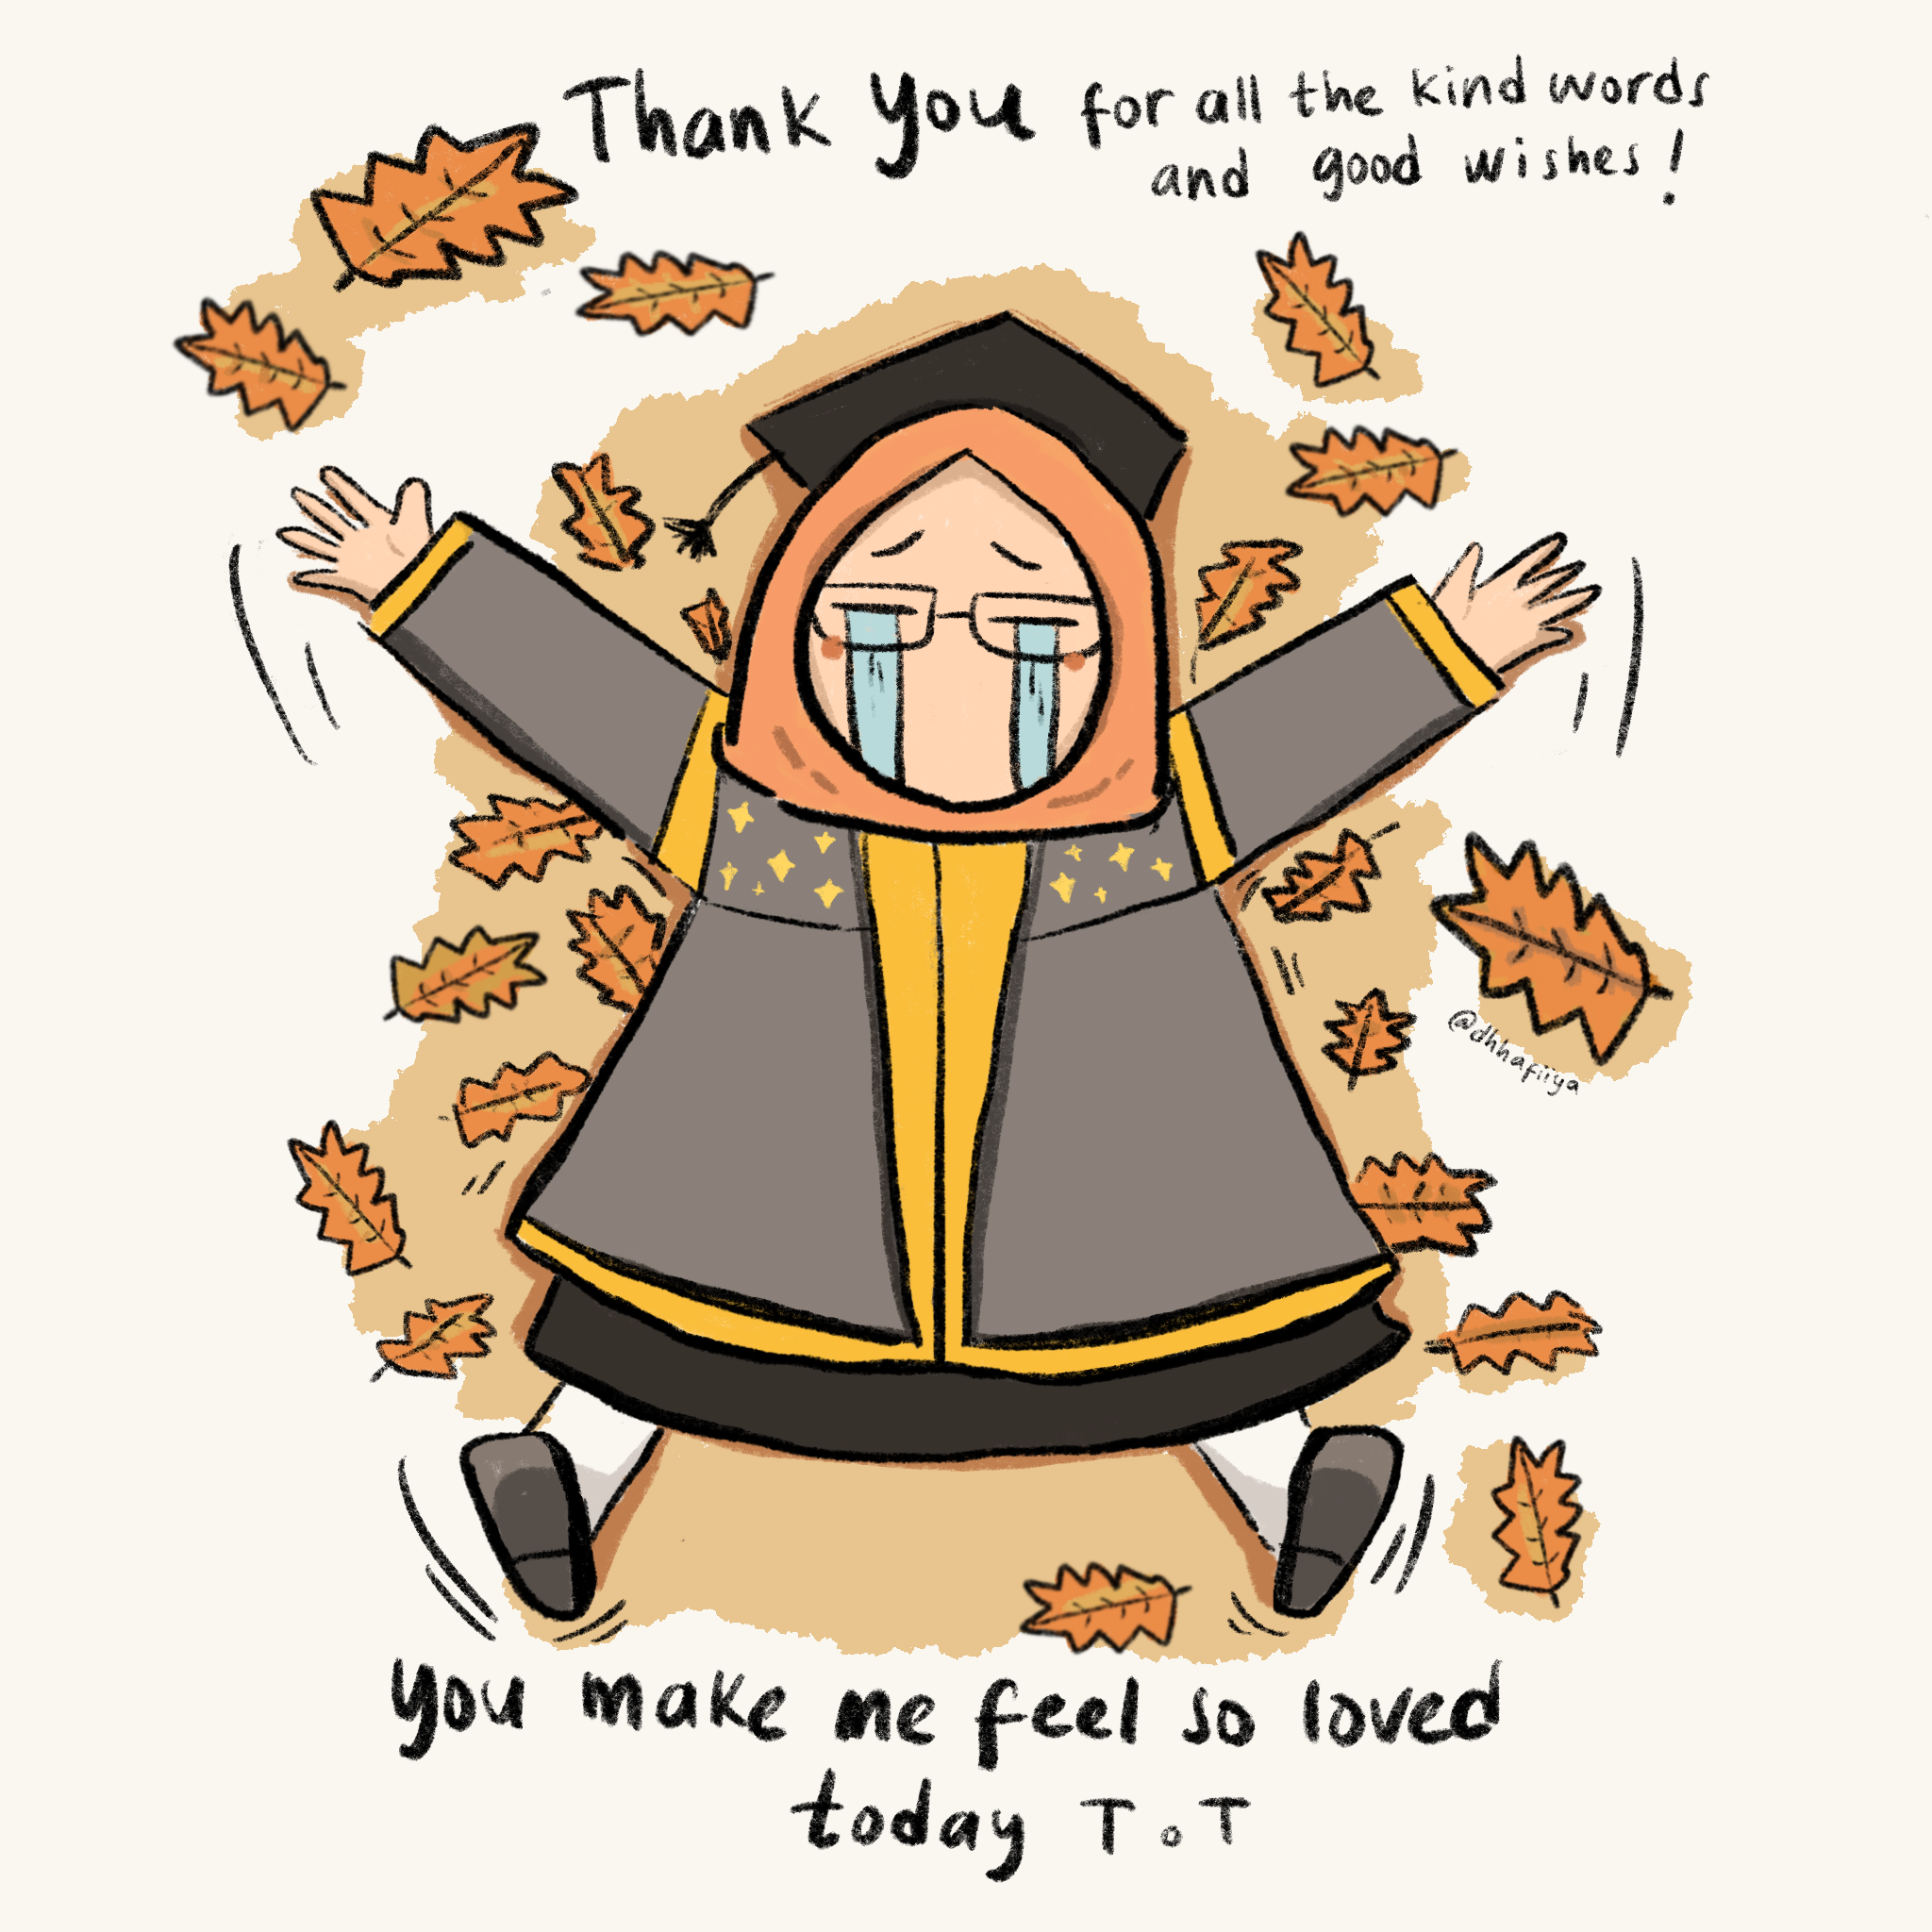 Thank you for all the kind words
and good wishes!
@dhhafiiya
you make me feel so loved
today T.T